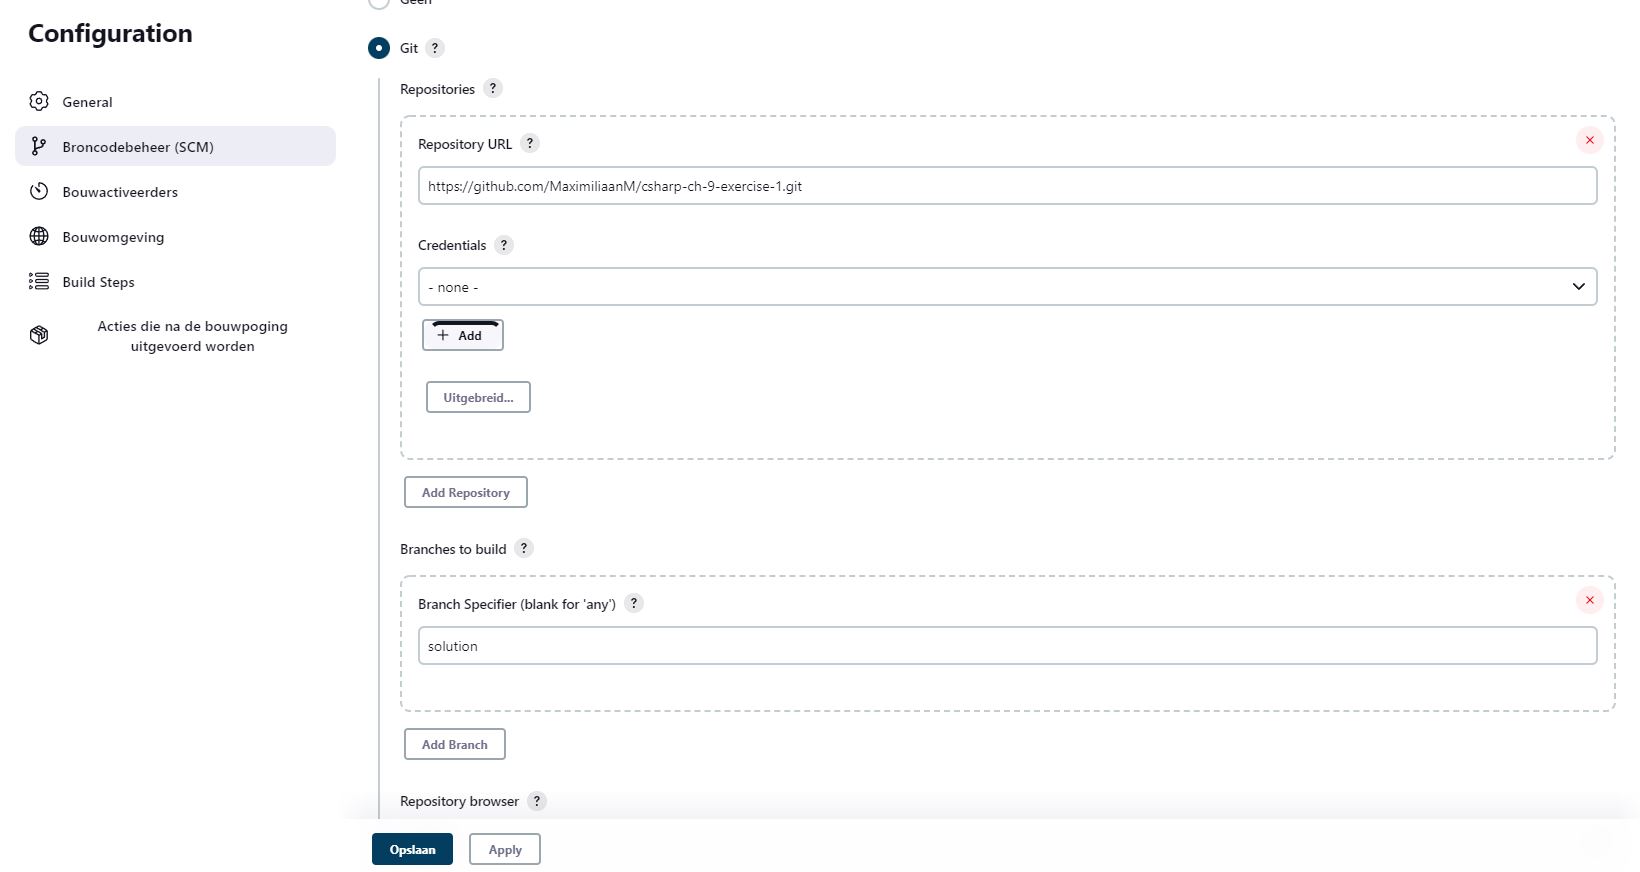 Configuration
General
Broncodebeheer (SCM)
Bouwactiveerders
Bouwomgeving
Build Steps
Acties die na de bouwpoging
uitgevoerd worden
Geen
Git ?
Repositories ?
Repository URL ?
https://github.com/MaximiliaanM/csharp-ch-9-exercise-1.git
Credentials ?
- none -
+ Add
Uitgebreid...
Add Repository
Branches to build ?
Branch Specifier (blank for 'any') ?
solution
Add Branch
Repository browser ?
Opslaan
Apply